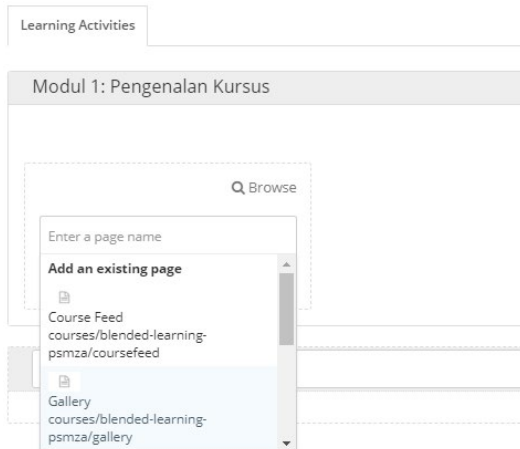 Learning Activities
Modul 1: Pengenalan Kursus
Browse
Enter a page name
Add an existing page
Course Feed
courses/blended-learning-
psmza/coursefeed
Gallery
courses/blended-learning-
psmza/gallery